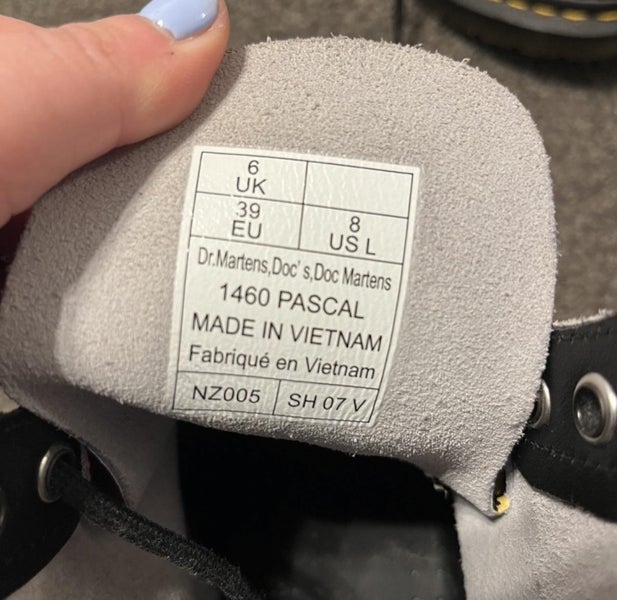 6
UK
39
EU
8
US L
Dr.Martens,Doc's,Doc Martens
1460 PASCAL
MADE IN VIETNAM
Fabriqué en Vietnam
NZ005 SH 07 V